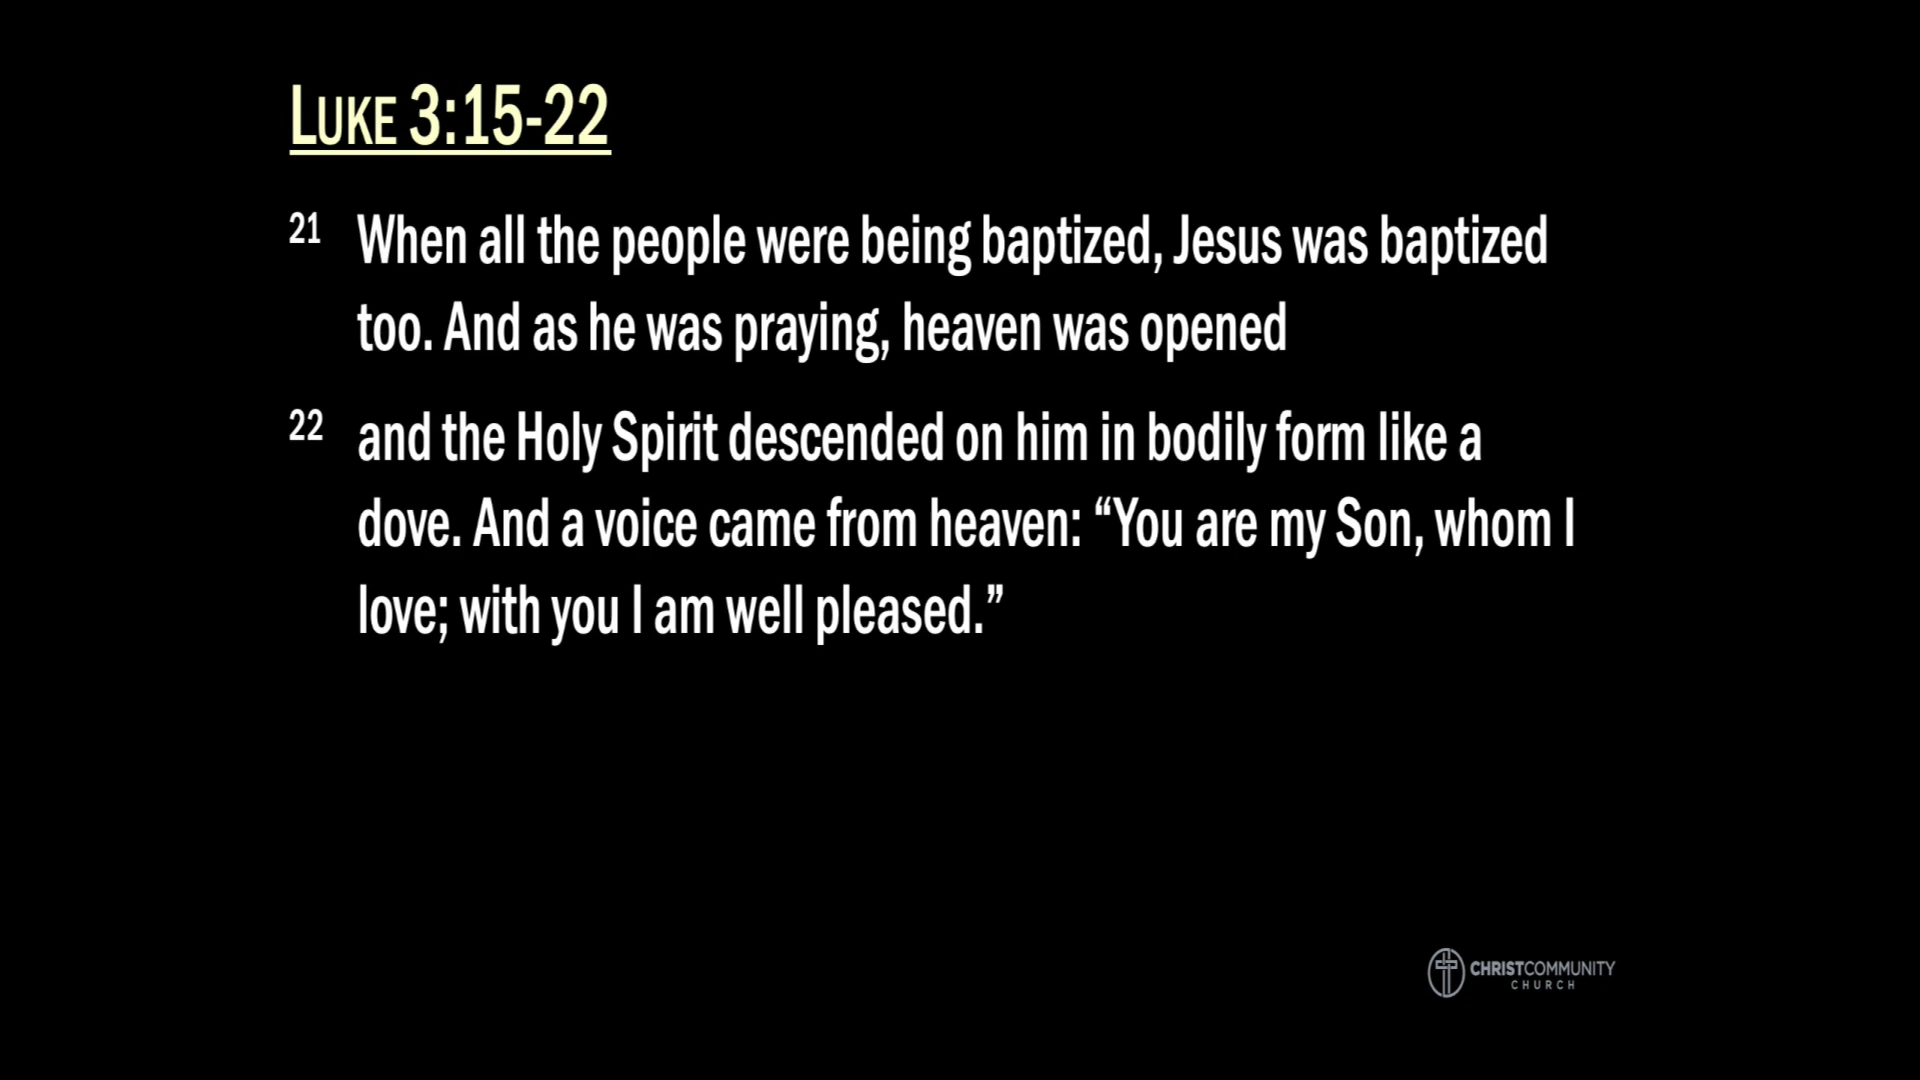 LUKE 3:15-22
21 When all the people were being baptized, Jesus was baptized
too. And as he was praying, heaven was opened
22 and the Holy Spirit descended on him in bodily form like a
dove. And a voice came from heaven: “You are my Son, whom I
love; with you I am well pleased.”
CHRISTCOMMUNITY
CHURCH